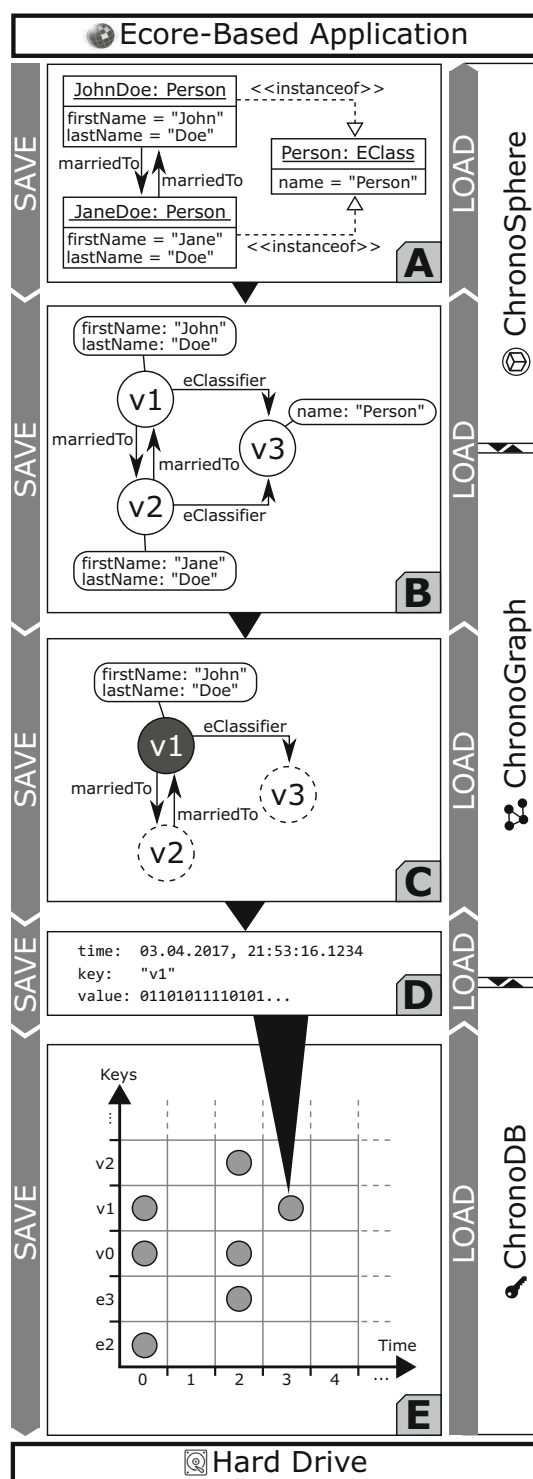 Ecore-Based Application
SAVE
LOAD
JohnDoe: Person
firstName = "John"
lastName = "Doe"
<<instanceof>>
Person: EClass
name = "Person"
marriedTo
marriedTo
JaneDoe: Person
firstName = "Jane"
lastName = "Doe"
<<instanceof>>
A
ChronoSphere
SAVE
LOAD
firstName: "John"
lastName: "Doe"
v1
eClassifier
name: "Person"
marriedTo
marriedTo
v3
v2
eClassifier
firstName: "Jane"
lastName: "Doe"
B
SAVE
LOAD
firstName: "John"
lastName: "Doe"
v1
eClassifier
marriedTo
marriedTo
v3
v2
C
ChronoGraph
SAVE
LOAD
time: 03.04.2017, 21:53:16.1234
key: "v1"
value: 01101011110101...
D
SAVE
LOAD
Keys
...
v2
v1
v0
e3
e2
Time
0 1 2 3 4 ...
E
ChronoDB
Hard Drive